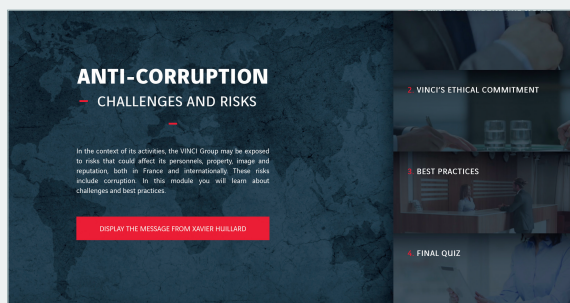 ANTI-CORRUPTION
CHALLENGES AND RISKS
In the context of its activities, the VINCI Group may be exposed
to risks that could affect its personnels, property, image and
reputation, both in France and internationally. These risks
include corruption. In this module you will learn about
challenges and best practices.
DISPLAY THE MESSAGE FROM XAVIER HUILLARD
2. VINCI'S ETHICAL COMMITMENT
3. BEST PRACTICES
4. FINAL QUIZ